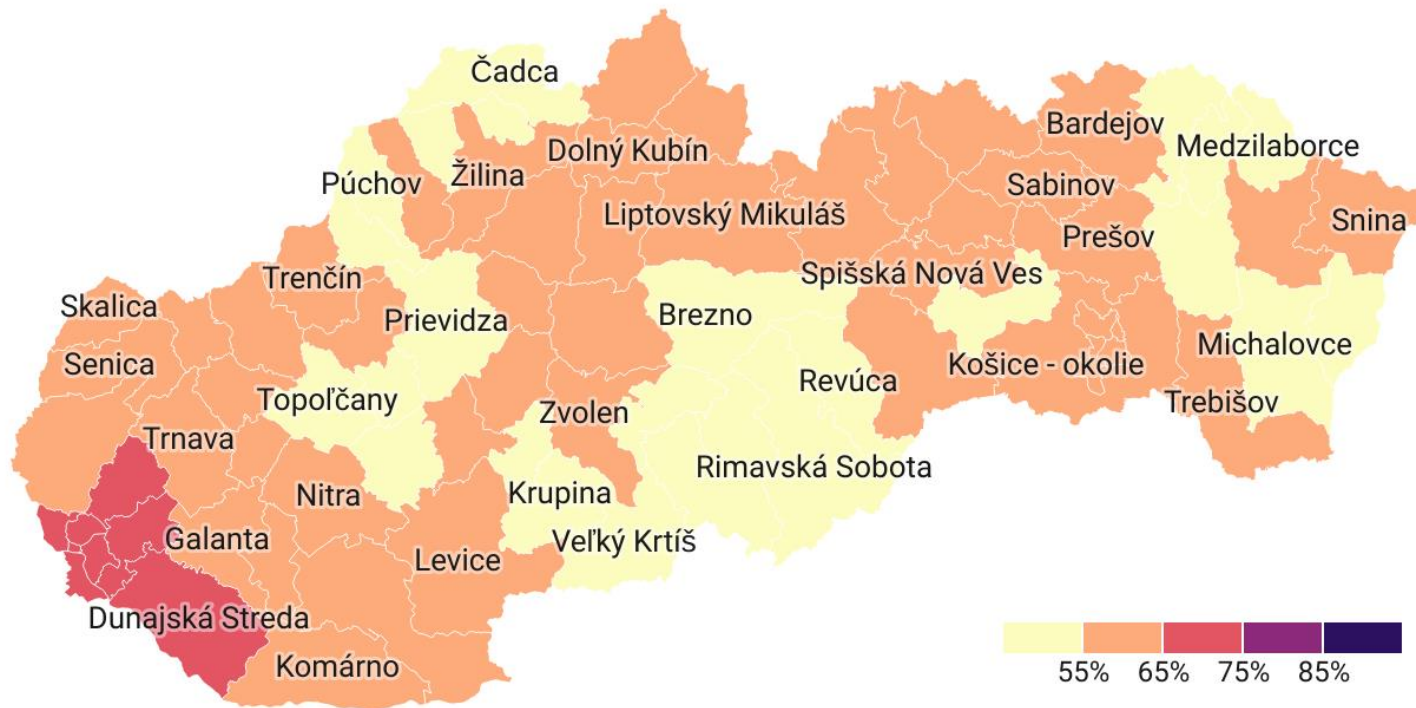 Čadca
Dolný Kubín
Bardejov
Medzilaborce
Púchov
Žilina
Sabinov
Liptovský Mikuláš
Snina
Prešov
Trenčín
Spišská Nová Ves
Skalica
Prievidza
Brezno
Senica
Michalovce
Košice - okolie
Revúca
Topoľčany
Trebišov
Zvolen
Trnava
Rimavská Sobota
Nitra
Krupina
Galanta
Veľký Krtíš
Levice
Dunajská Streda
Komárno
55% 65% 75% 85%